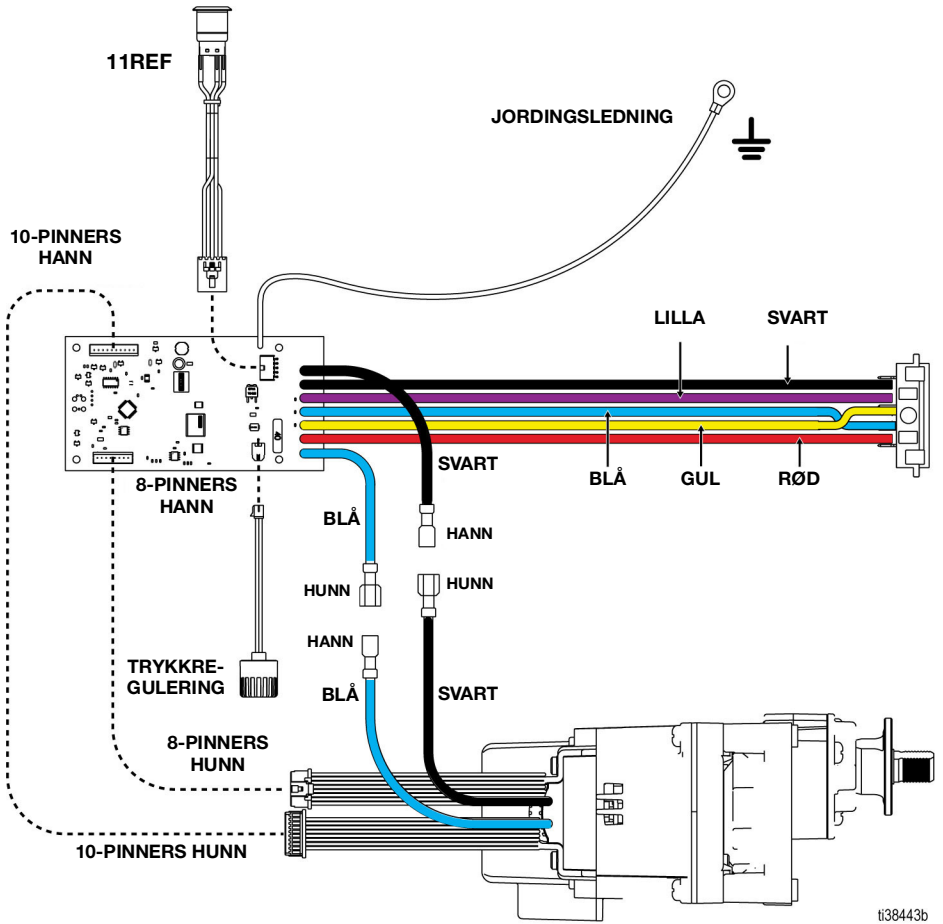 11REF
JORDINGSLEDNING
10-PINNERS
HANN
LILLA
SVART
SVART
BLÅ
GUL
RØD
8-PINNERS
HANN
BLÅ
HANN
HUNN
HUNN
HANN
TRYKKRE-
GULERING
BLÅ
SVART
8-PINNERS
HUNN
10-PINNERS HUNN
ti38443b